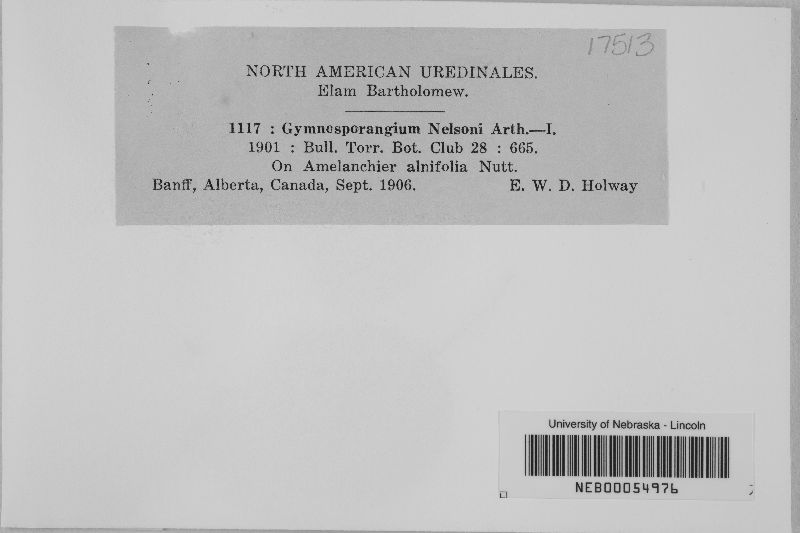 17513
NORTH AMERICAN UREDINALES.
Elam Bartholomew.
1117 : Gymnosporangium Nelsoni Arth.—I.
1901 : Bull. Torr. Bot. Club 28 : 665.
On Amelanchier alnifolia Nutt.
Banff, Alberta, Canada, Sept. 1906. E. W. D. Holway
University of Nebraska - Lincoln
NEB00054976